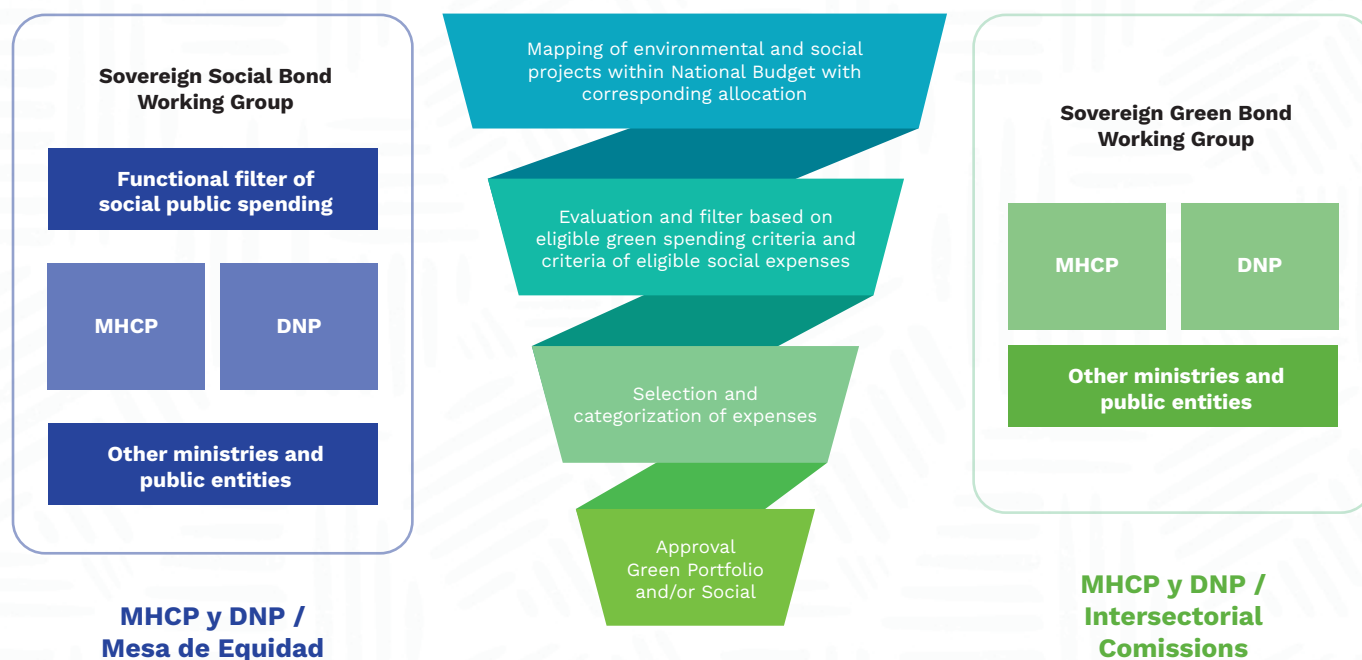 Sovereign Social Bond
Working Group
Functional filter of
social public spending
MHCP
DNP
Other ministries and
public entities
MHCP y DNP /
Mesa de Equidad
Mapping of environmental and social
projects within National Budget with
corresponding allocation
Evaluation and filter based on
eligible green spending criteria and
criteria of eligible social expenses
Selection and
categorization of expenses
Approval
Green Portfolio
and/or Social
Sovereign Green Bond
Working Group
MHCP
DNP
Other ministries and
public entities
MHCP y DNP /
Intersectorial
Comissions